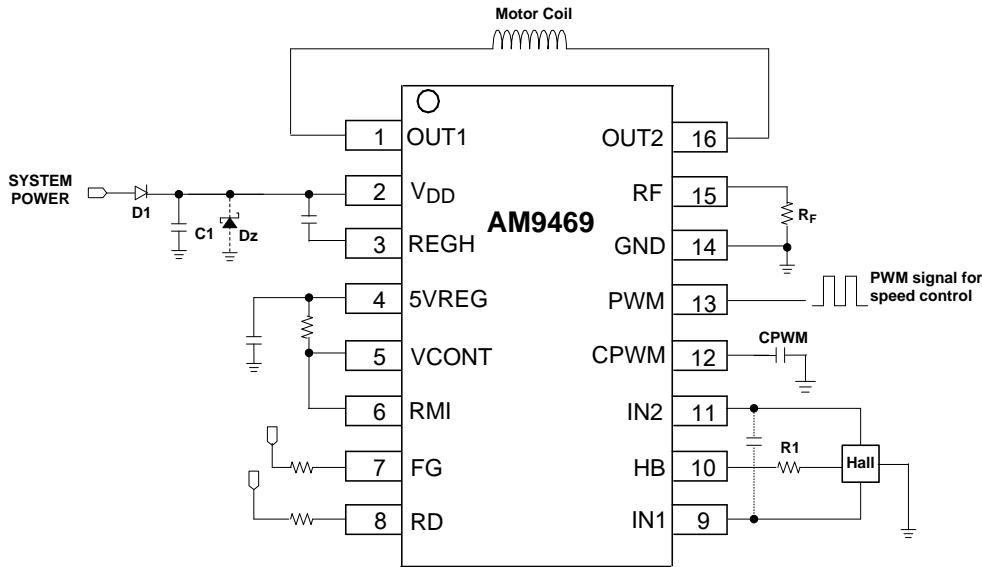 Motor Coil
1 OUT1
OUT2 16
SYSTEM
POWER
D1
C1
Dz
2 VDD
RF 15
RF
AM9469
3 REGH
GND 14
4 5VREG
PWM 13
PWM signal for
speed control
5 VCONT
CPWM 12
CPWM
6 RMI
IN2 11
7 FG
HB 10
R1
Hall
8 RD
IN1 9